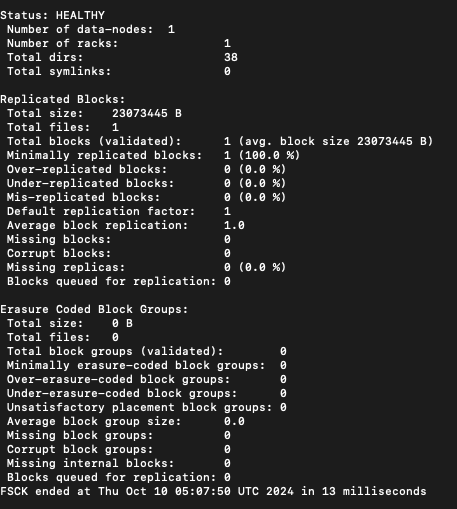 Status: HEALTHY
Number of data-nodes: 1
Number of racks: 1
Total dirs: 38
Total symlinks: 0
Replicated Blocks:
Total size: 23073445 B
Total files: 1
Total blocks (validated): 1 (avg. block size 23073445 B)
Minimally replicated blocks: 1 (100.0 %)
Over-replicated blocks: 0 (0.0 %)
Under-replicated blocks: 0 (0.0 %)
Mis-replicated blocks: 0 (0.0 %)
Default replication factor: 1
Average block replication: 1.0
Missing blocks: 0
Corrupt blocks: 0
Missing replicas: 0 (0.0 %)
Blocks queued for replication: 0
Erasure Coded Block Groups:
Total size: 0 B
Total files: 0
Total block groups (validated): 0
Minimally erasure-coded block groups: 0
Over-erasure-coded block groups: 0
Under-erasure-coded block groups: 0
Unsatisfactory placement block groups: 0
Average block group size: 0.0
Missing block groups: 0
Corrupt block groups: 0
Missing internal blocks: 0
Blocks queued for replication: 0
FSCK ended at Thu Oct 10 05:07:50 UTC 2024 in 13 milliseconds